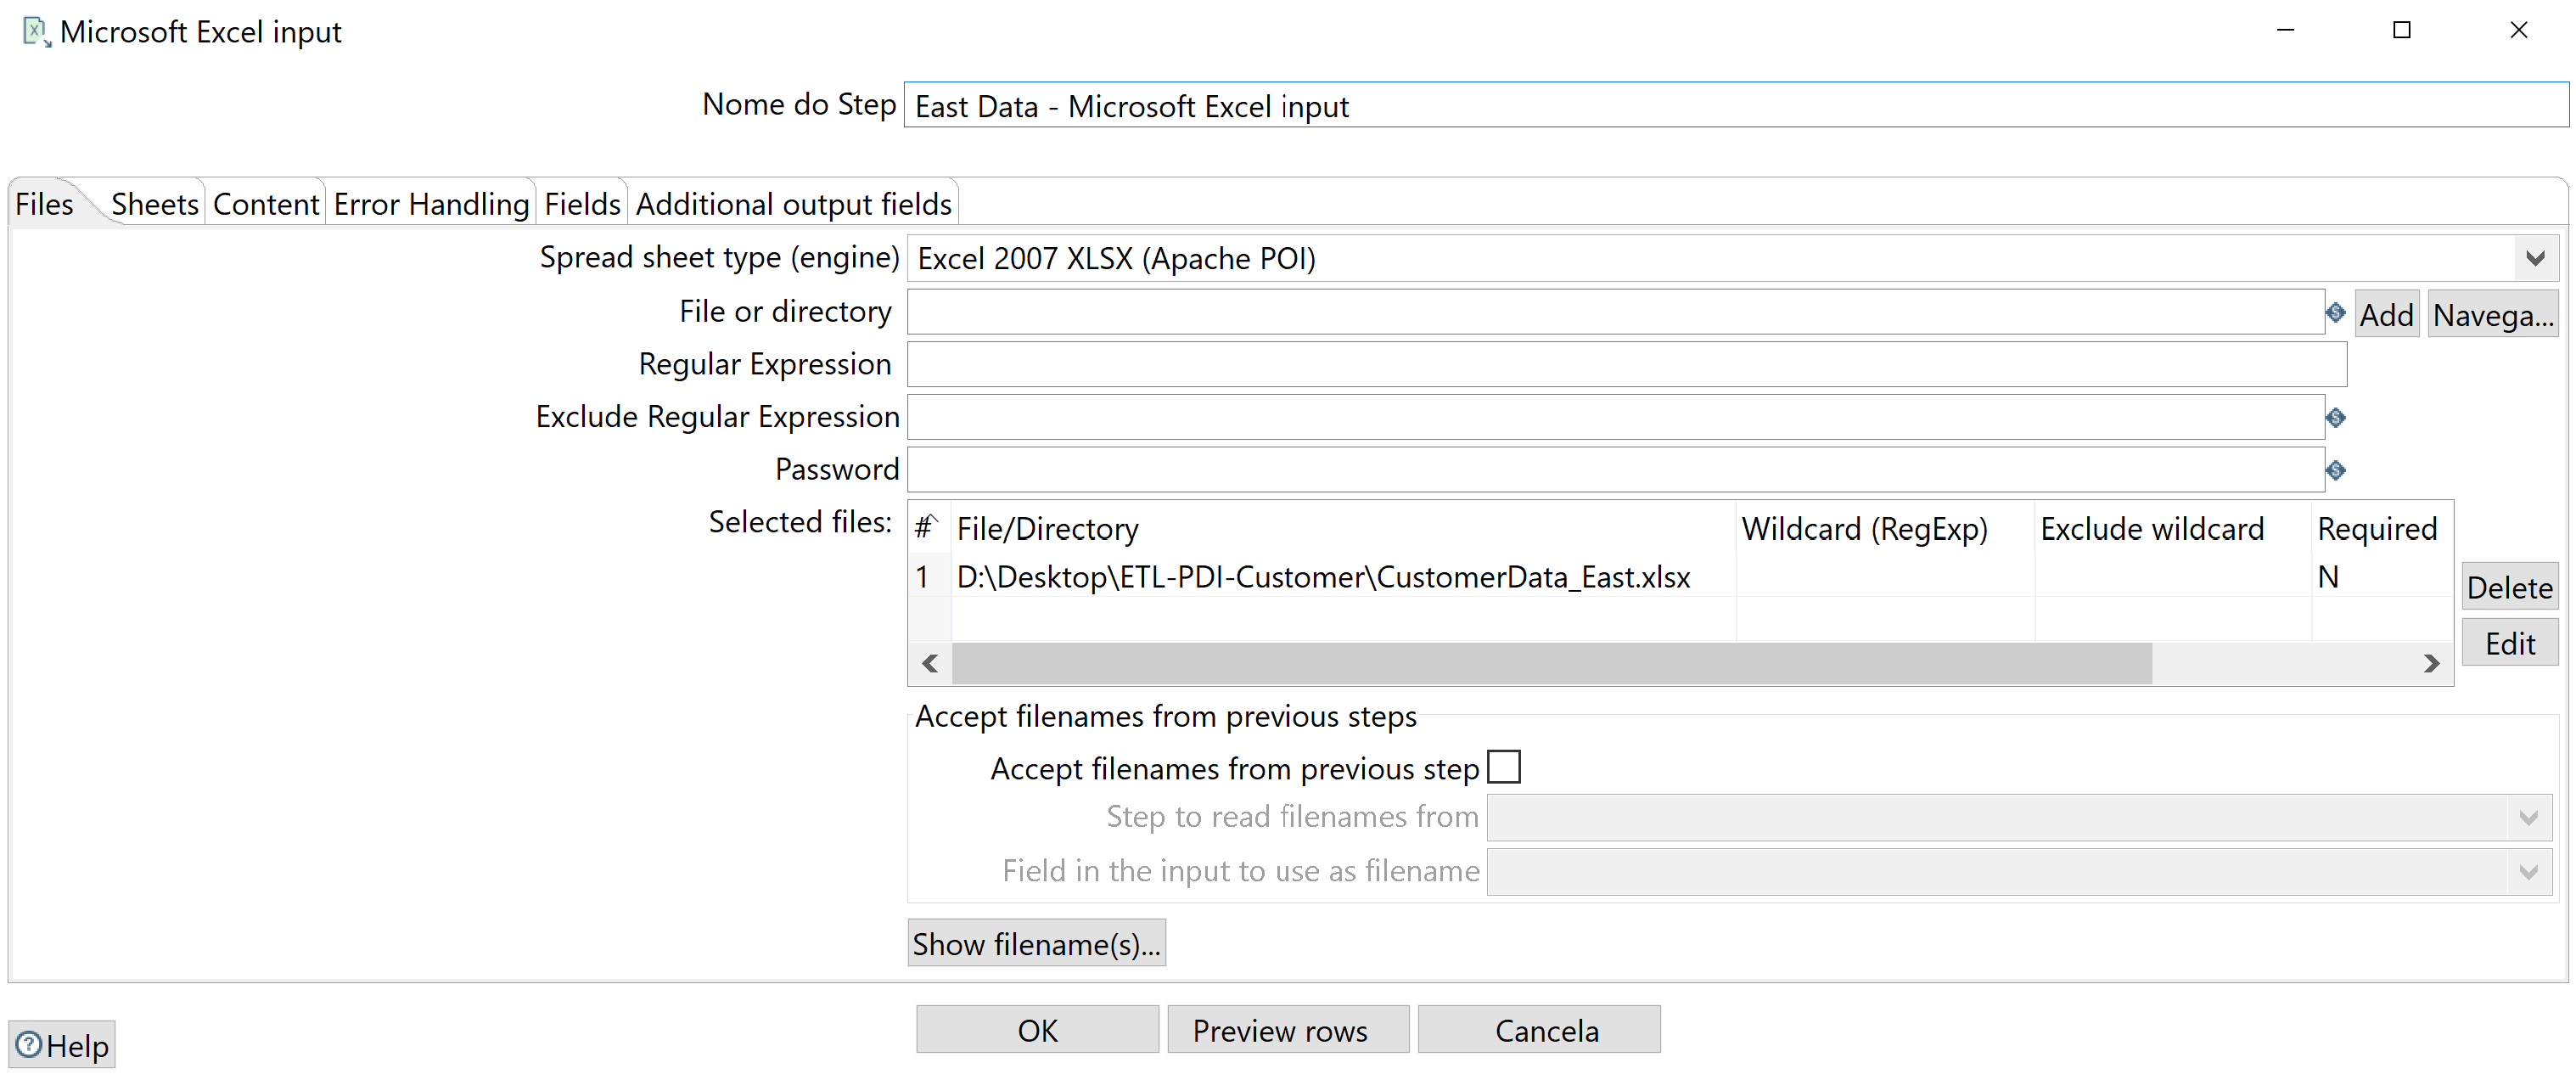 Microsoft Excel input
Nome do Step East Data - Microsoft Excel input
Files Sheets Content Error Handling Fields Additional output fields
Spread sheet type (engine) Excel 2007 XLSX (Apache POI)
File or directory Add Navega...
Regular Expression
Exclude Regular Expression
Password
Selected files: # File/Directory Wildcard (RegExp) Exclude wildcard Required
1 D:\Desktop\ETL-PDI-Customer\CustomerData_East.xlsx N
Delete
Edit
Accept filenames from previous steps
Accept filenames from previous step
Step to read filenames from
Field in the input to use as filename
Show filename(s)...
OK Preview rows Cancela
Help